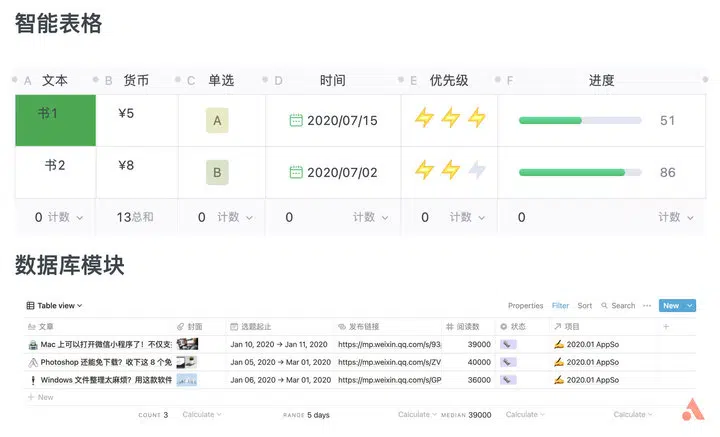 智能表格
A 文本 B 货币 C 单选 D 时间 E 优先级 F 进度
书1 ¥5 A 2020/07/15 51
书2 ¥8 B 2020/07/02 86
0 计数 13总和 0 计数 0 计数 0 计数 0 计数
数据库模块
Table view Properties Filter Sort Search ··· New
Aa 文章 封面 选题起止 发布链接 # 阅读数 状态 项目 +
Mac 上可以打开微信小程序了！不仅支 Jan 10, 2020 → Jan 11, 2020 https://mp.weixin.qq.com/s/93 39000 2020.01 AppSo
Photoshop 还能免下载？收下这 8 个免 Jan 05, 2020 → Mar 01, 2020 https://mp.weixin.qq.com/s/ZV 40000 2020.01 AppSo
Windows 文件整理太麻烦？用这款软件 Jan 06, 2020 → Mar 01, 2020 https://mp.weixin.qq.com/s/GP 36000 2020.01 AppSo
+ New
COUNT 3 Calculate RANGE 5 days Calculate MEDIAN 39000 Calculate Calculate